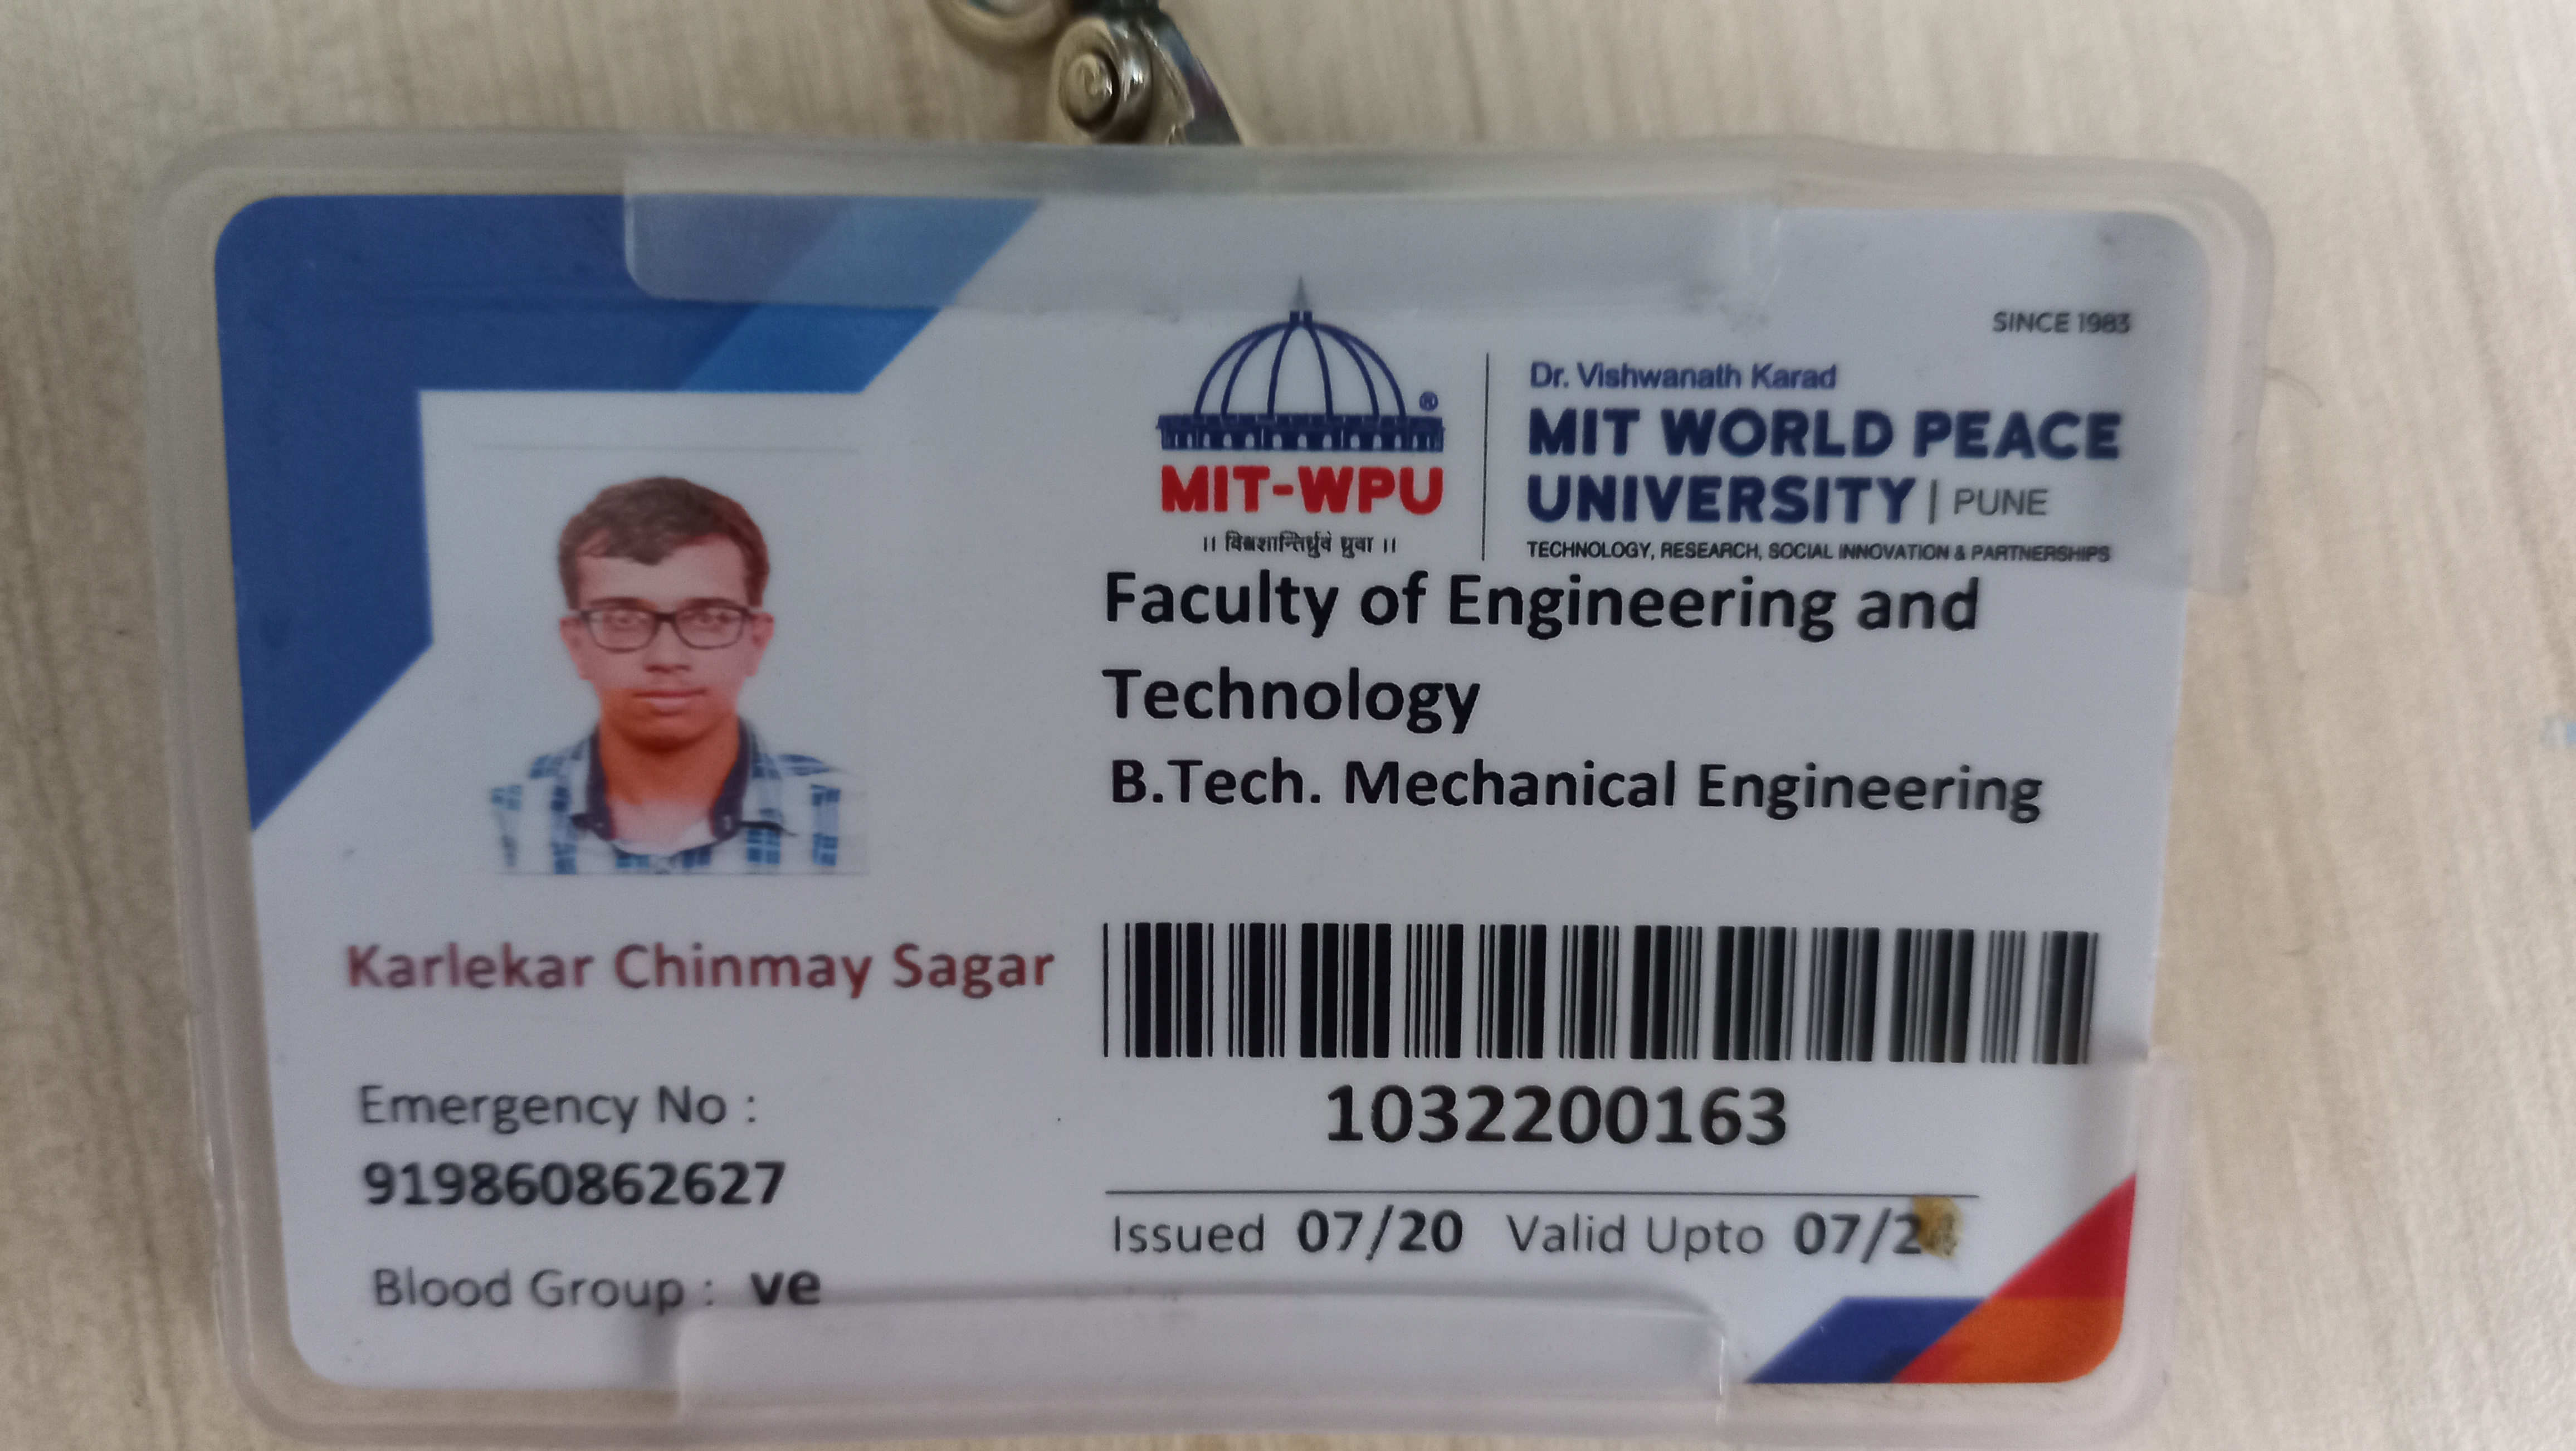 SINCE 1983
Dr. Vishwanath Karad
MIT WORLD PEACE
UNIVERSITY | PUNE
TECHNOLOGY, RESEARCH, SOCIAL INNOVATION & PARTNERSHIPS
®
MIT-WPU
।। विश्वशान्तिर्ध्रुवं ध्रुवा ।।
Faculty of Engineering and
Technology
B.Tech. Mechanical Engineering
Karlekar Chinmay Sagar
Emergency No :
919860862627
Blood Group : ve
1032200163
Issued 07/20 Valid Upto 07/2